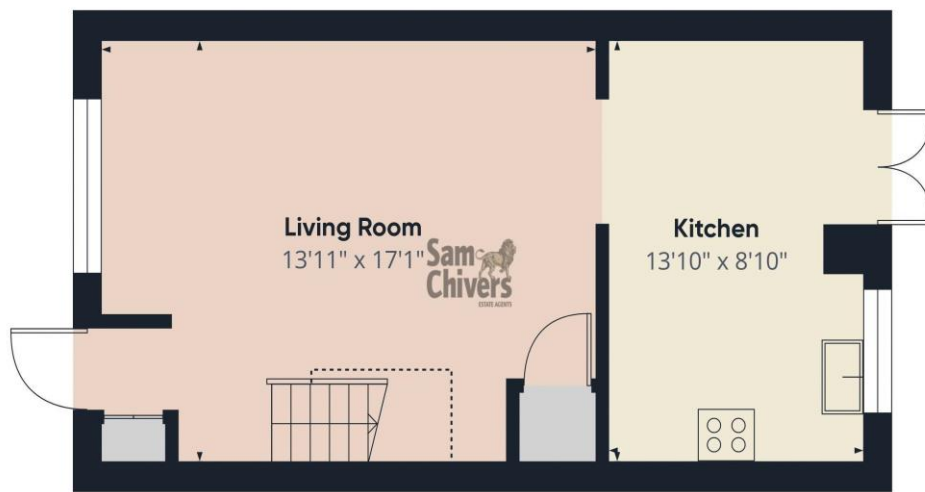 Living Room
13'11" x 17'1"
Sam
Chivers
ESTATE AGENTS
Kitchen
13'10" x 8'10"